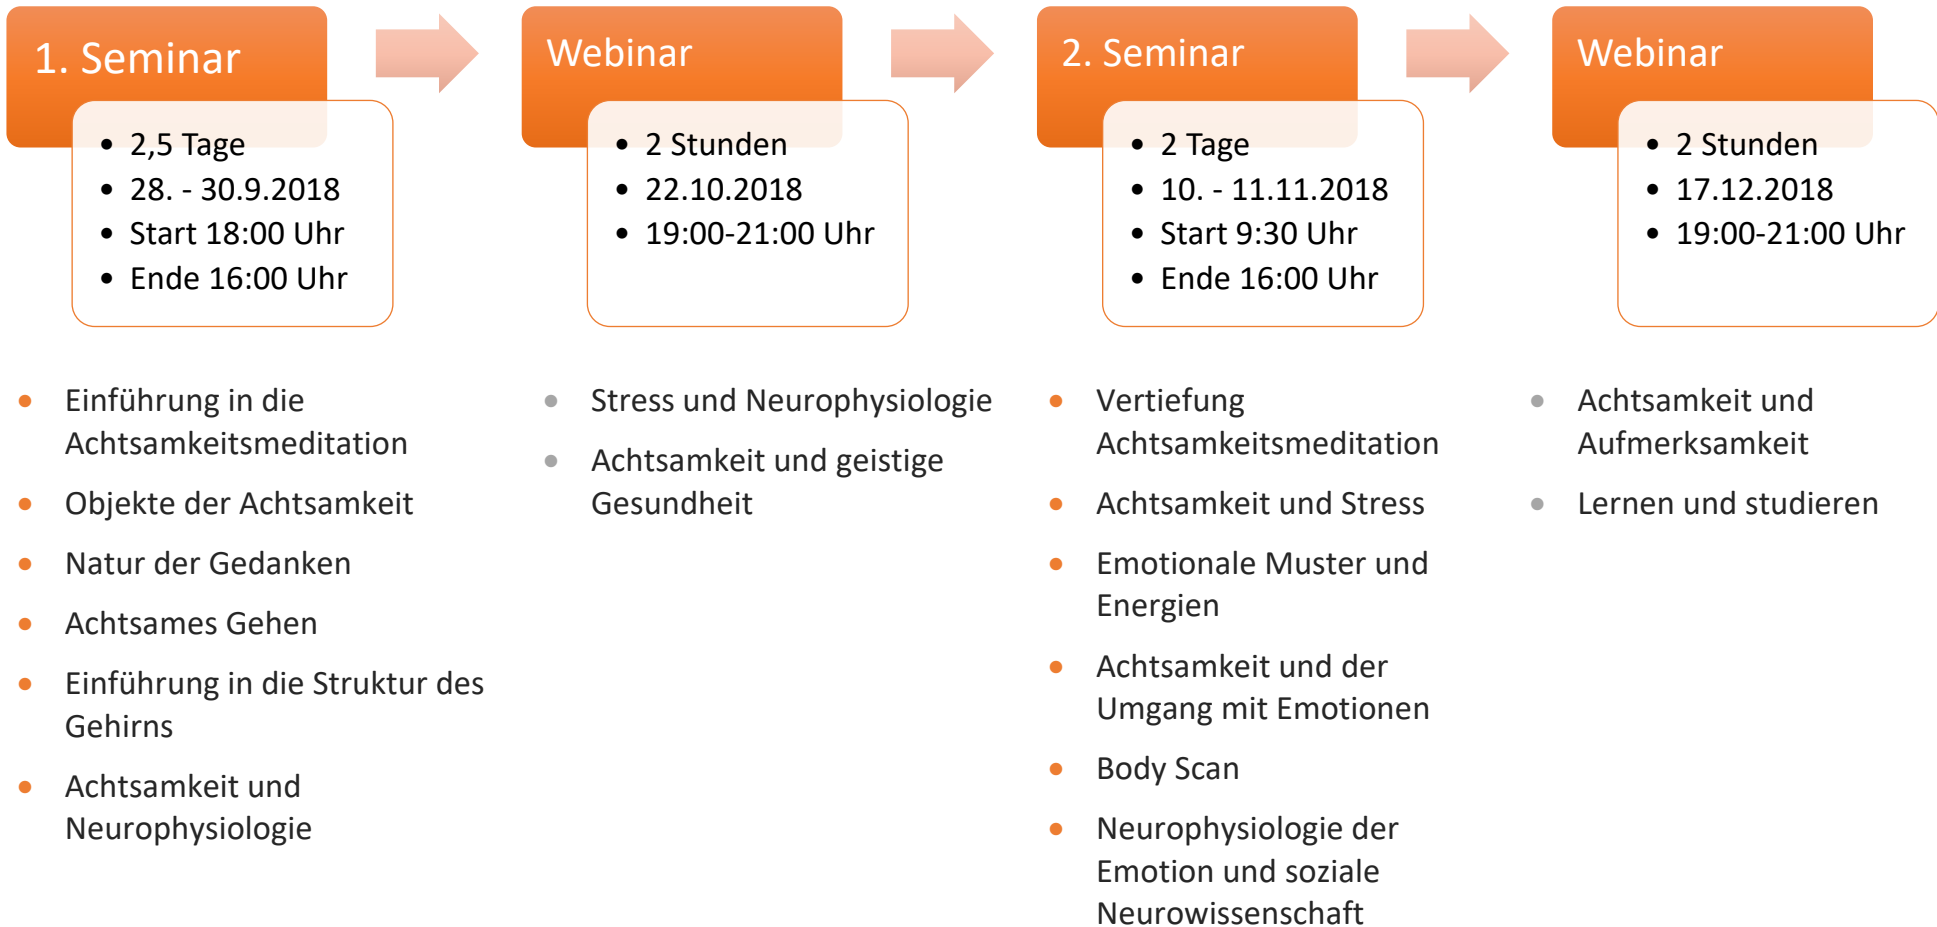 1. Seminar
• 2,5 Tage
• 28. - 30.9.2018
• Start 18:00 Uhr
• Ende 16:00 Uhr
• Einführung in die
Achtsamkeitsmeditation
• Objekte der Achtsamkeit
• Natur der Gedanken
• Achtsames Gehen
• Einführung in die Struktur des
Gehirns
• Achtsamkeit und
Neurophysiologie
Webinar
• 2 Stunden
• 22.10.2018
• 19:00-21:00 Uhr
• Stress und Neurophysiologie
• Achtsamkeit und geistige
Gesundheit
2. Seminar
• 2 Tage
• 10. - 11.11.2018
• Start 9:30 Uhr
• Ende 16:00 Uhr
• Vertiefung
Achtsamkeitsmeditation
• Achtsamkeit und Stress
• Emotionale Muster und
Energien
• Achtsamkeit und der
Umgang mit Emotionen
• Body Scan
• Neurophysiologie der
Emotion und soziale
Neurowissenschaft
Webinar
• 2 Stunden
• 17.12.2018
• 19:00-21:00 Uhr
• Achtsamkeit und
Aufmerksamkeit
• Lernen und studieren